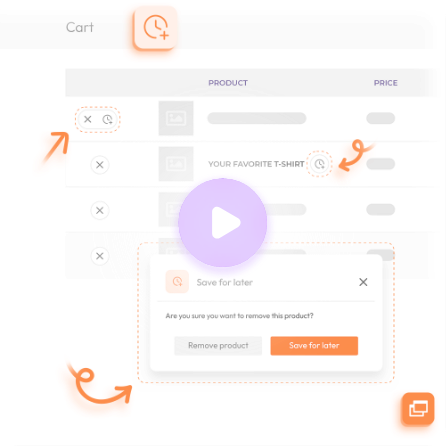 Cart
PRODUCT PRICE
YOUR FAVORITE T-SHIRT
Save for later
Are you sure you want to remove this product?
Remove product Save for later